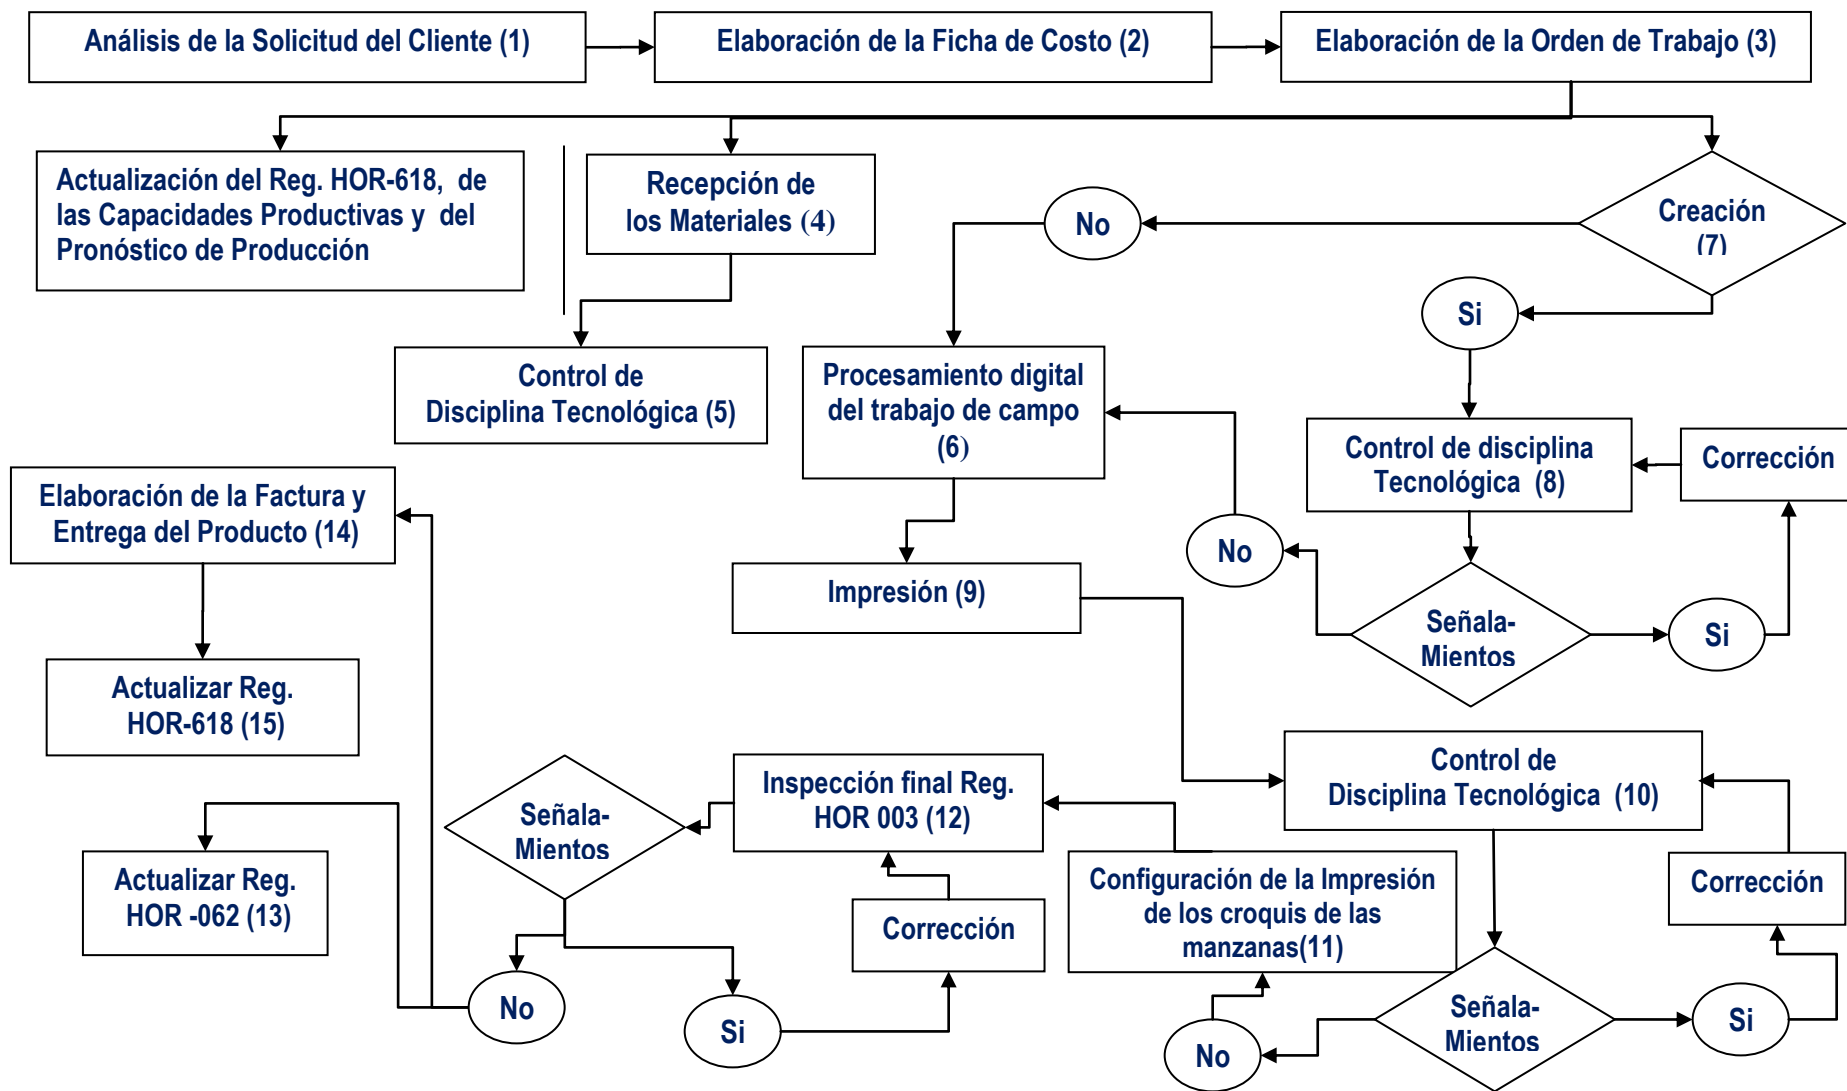 Análisis de la Solicitud del Cliente (1)
Elaboración de la Ficha de Costo (2)
Elaboración de la Orden de Trabajo (3)
Actualización del Reg. HOR-618, de
las Capacidades Productivas y del
Pronóstico de Producción
Recepción de
los Materiales (4)
No
Creación
(7)
Si
Control de
Disciplina Tecnológica (5)
Procesamiento digital
del trabajo de campo
(6)
Control de disciplina
Tecnológica (8)
Corrección
Elaboración de la Factura y
Entrega del Producto (14)
No
Impresión (9)
Señala-
Mientos
Si
Actualizar Reg.
HOR-618 (15)
Control de
Disciplina Tecnológica (10)
Inspección final Reg.
HOR 003 (12)
Señala-
Mientos
Actualizar Reg.
HOR -062 (13)
Corrección
Configuración de la Impresión
de los croquis de las
manzanas(11)
Corrección
No
Si
No
Señala-
Mientos
Si